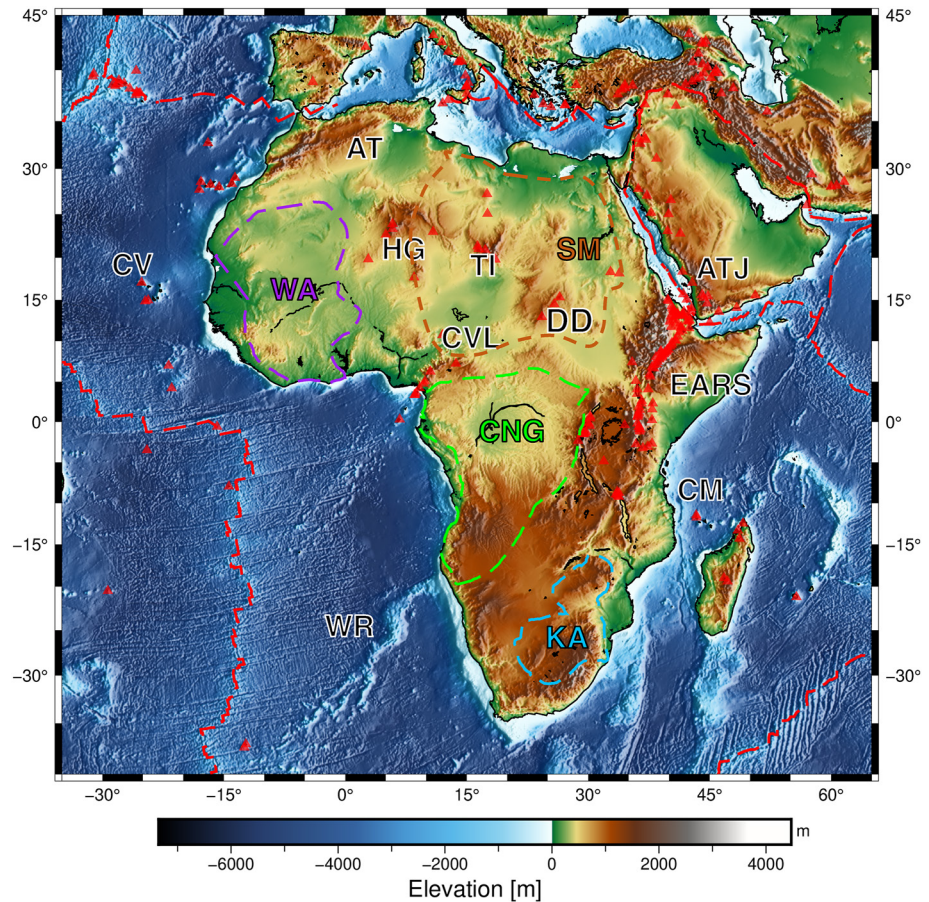 45°
45°
AT
30°
30°
HG
TI
SM
CV
WA
ATJ
15°
15°
DD
CVL
EARS
0°
0°
CNG
CM
−15°
−15°
WR
KA
−30°
−30°
−30°
−15°
0°
15°
30°
45°
60°
m
−6000
−4000
−2000
0
2000
4000
Elevation [m]